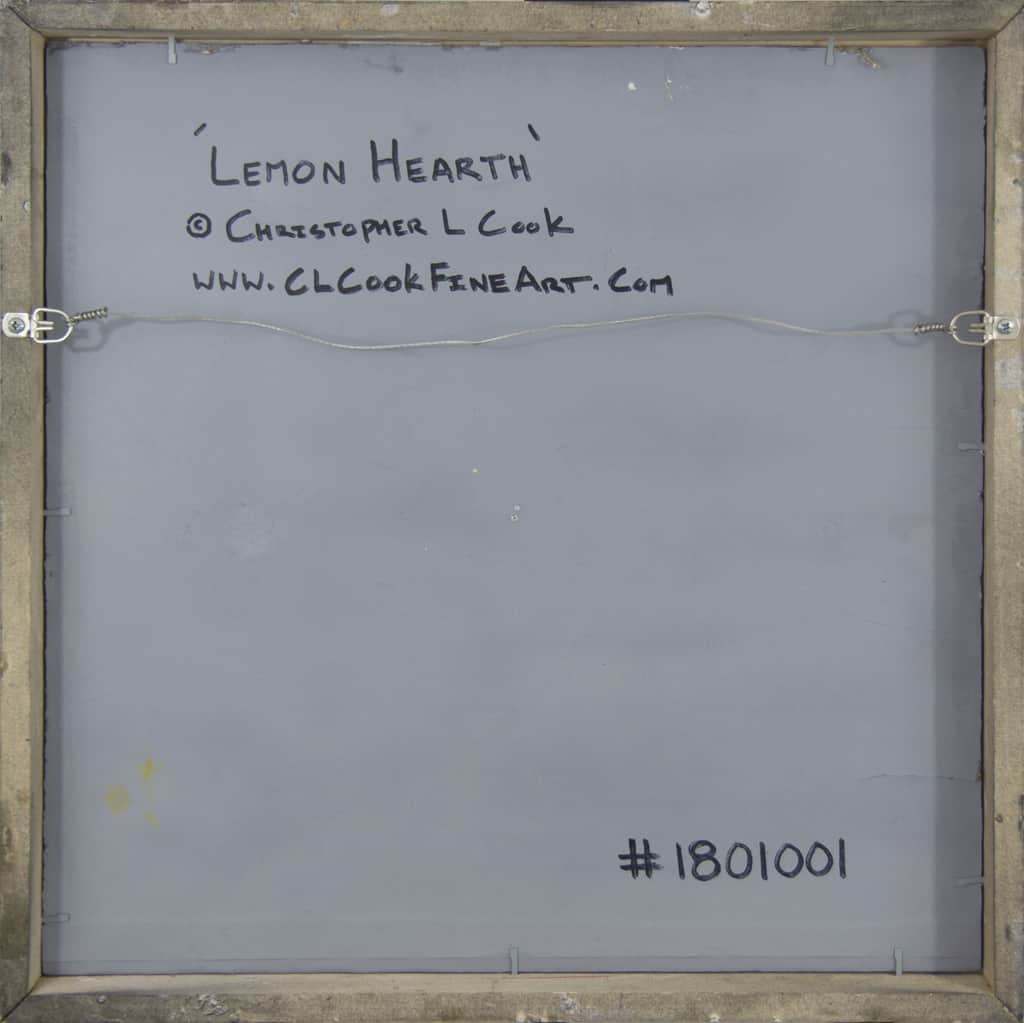 'LEMON HEARTH'
© CHRISTOPHER L COOK
WWW.CLCOOKFINEART.COM
#1801001